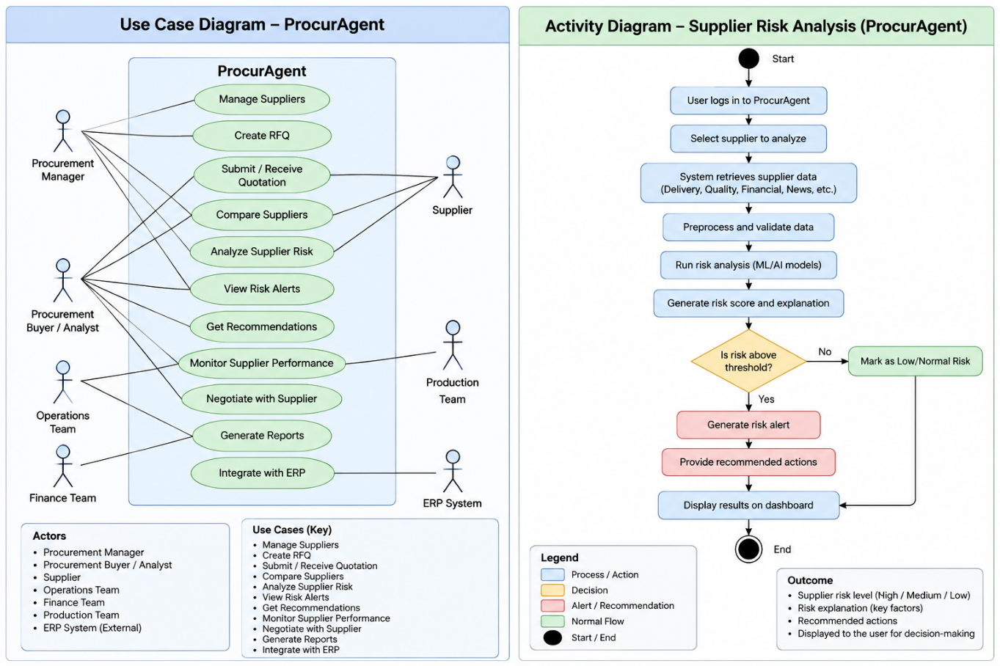 Use Case Diagram – ProcurAgent
ProcurAgent
Manage Suppliers
Create RFQ
Submit / Receive
Quotation
Compare Suppliers
Analyze Supplier Risk
View Risk Alerts
Get Recommendations
Monitor Supplier Performance
Negotiate with Supplier
Generate Reports
Integrate with ERP
Procurement
Manager
Procurement
Buyer / Analyst
Operations
Team
Finance Team
Supplier
Production
Team
ERP System
Actors
• Procurement Manager
• Procurement Buyer / Analyst
• Supplier
• Operations Team
• Finance Team
• Production Team
• ERP System (External)
Use Cases (Key)
• Manage Suppliers
• Create RFQ
• Submit / Receive Quotation
• Compare Suppliers
• Analyze Supplier Risk
• View Risk Alerts
• Get Recommendations
• Monitor Supplier Performance
• Negotiate with Supplier
• Generate Reports
• Integrate with ERP
Activity Diagram – Supplier Risk Analysis (ProcurAgent)
Start
User logs in to ProcurAgent
Select supplier to analyze
System retrieves supplier data
(Delivery, Quality, Financial, News, etc.)
Preprocess and validate data
Run risk analysis (ML/AI models)
Generate risk score and explanation
Is risk above
threshold?
No
Mark as Low/Normal Risk
Yes
Generate risk alert
Provide recommended actions
Display results on dashboard
End
Legend
Process / Action
Decision
Alert / Recommendation
Normal Flow
Start / End
Outcome
• Supplier risk level (Nigh / Medium / Low)
• Risk explanation (key factors)
• Recommended actions
• Displayed to the user for decision-making